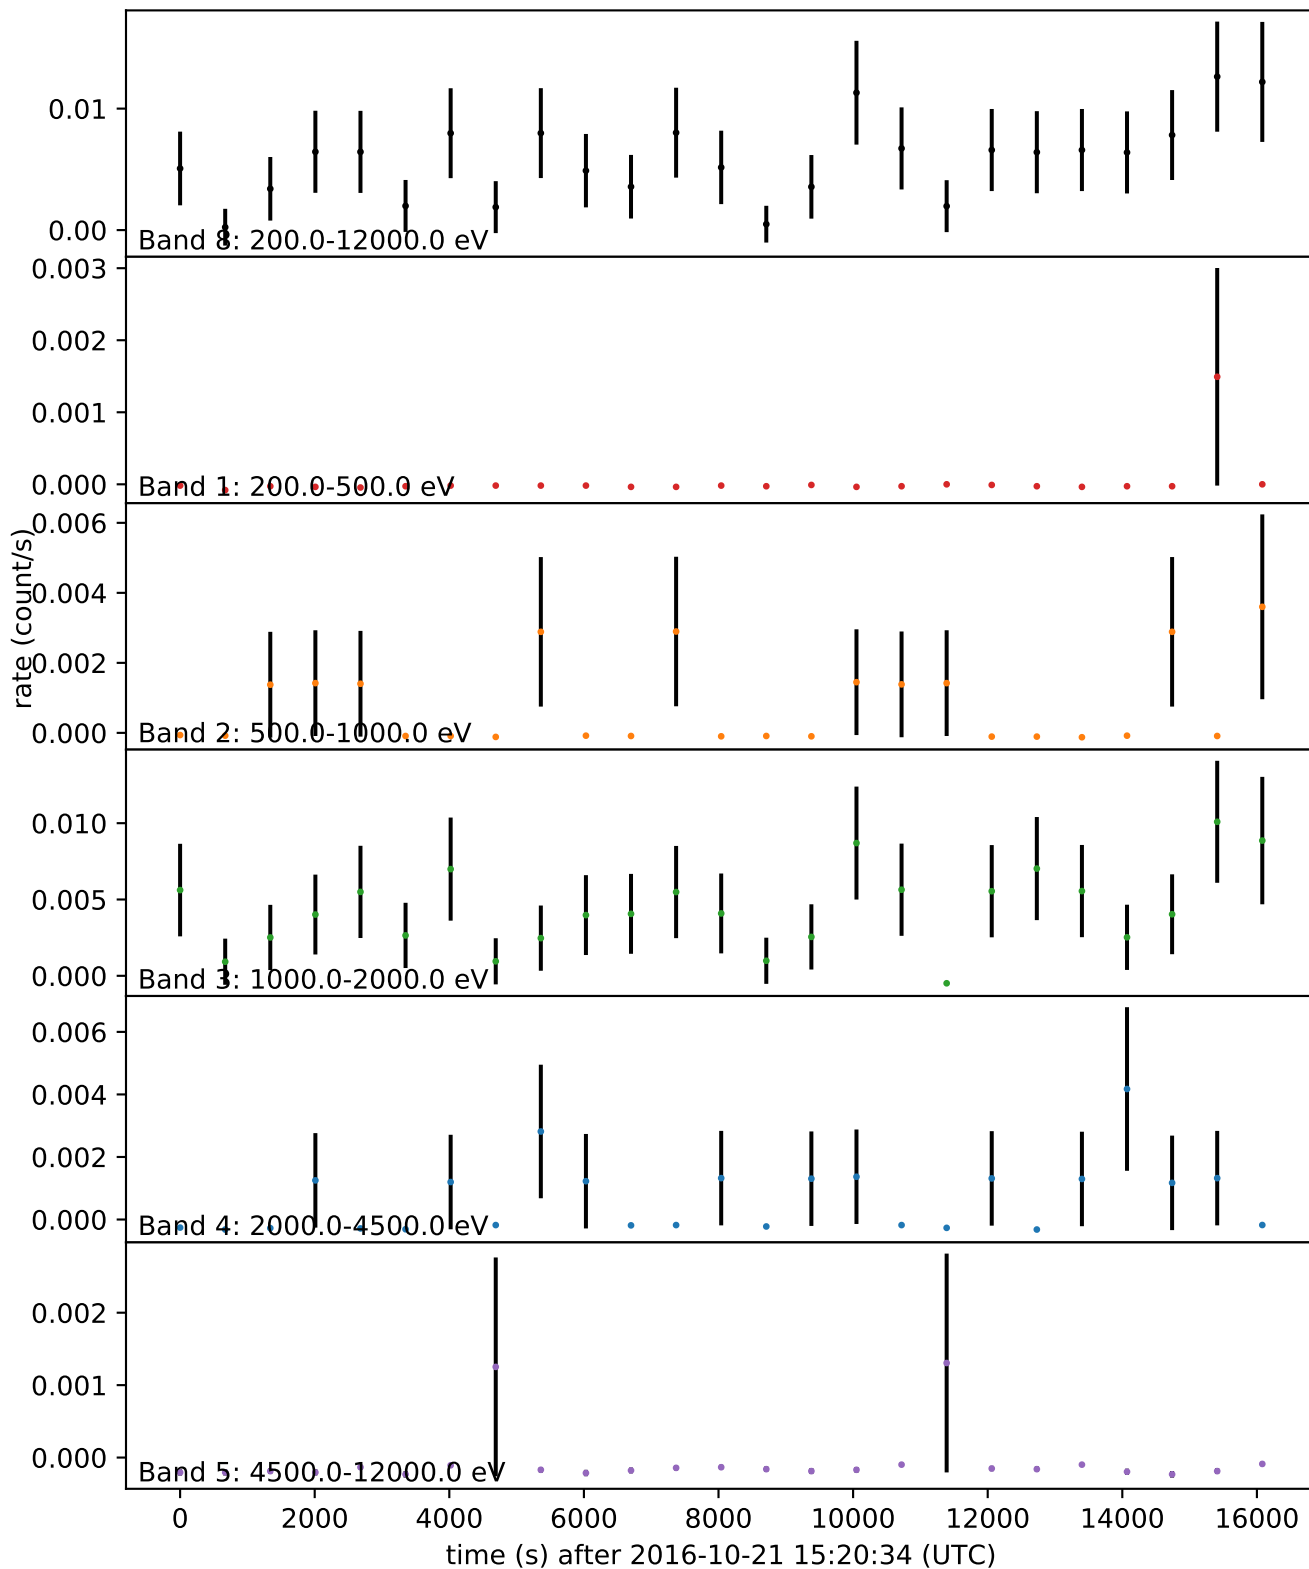 0.01
0.00
Band 8: 200.0-12000.0 eV
0.003
0.002
0.001
0.000
Band 1: 200.0-500.0 eV
0.006
0.004
0.002
0.000
Band 2: 500.0-1000.0 eV
rate (count/s)
0.010
0.005
0.000
Band 3: 1000.0-2000.0 eV
0.006
0.004
0.002
0.000
Band 4: 2000.0-4500.0 eV
0.002
0.001
0.000
Band 5: 4500.0-12000.0 eV
0 2000 4000 6000 8000 10000 12000 14000 16000
time (s) after 2016-10-21 15:20:34 (UTC)